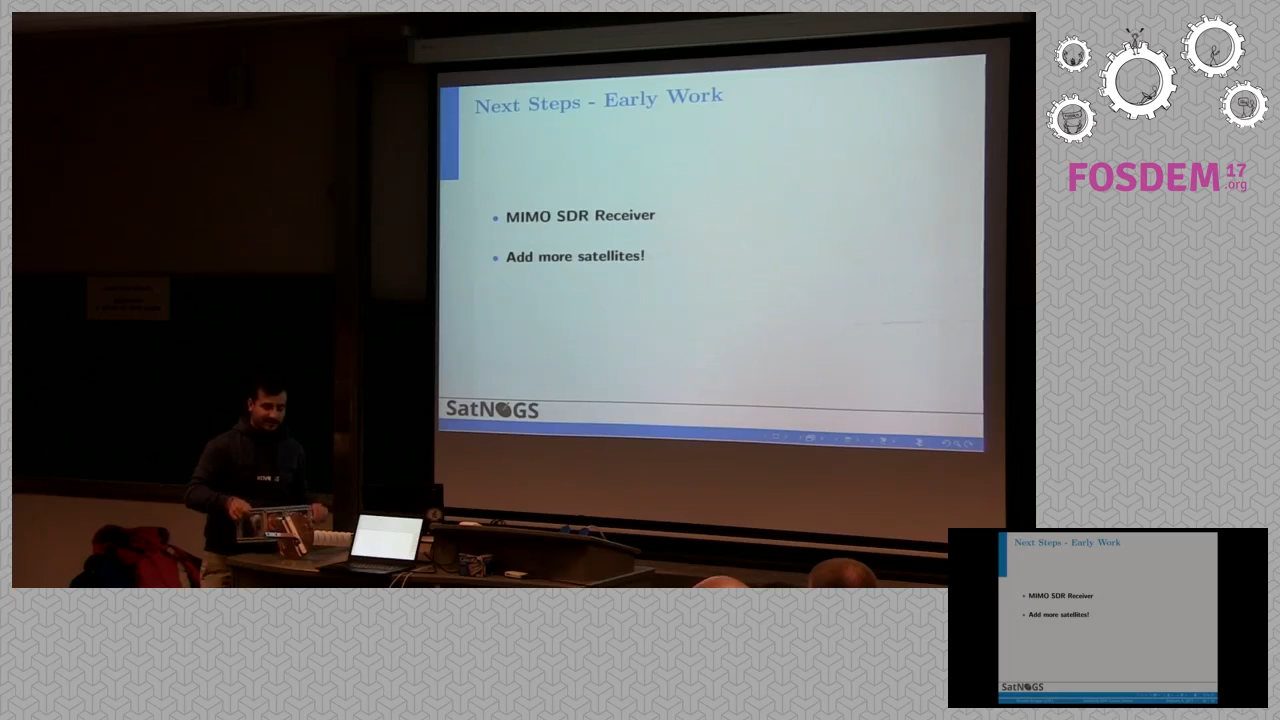 Next Steps - Early Work
MIMO SDR Receiver
Add more satellites!
SatNOGS
FOSDEM 17
.org
Next Steps - Early Work
MIMO SDR Receiver
Add more satellites!
SatNOGS